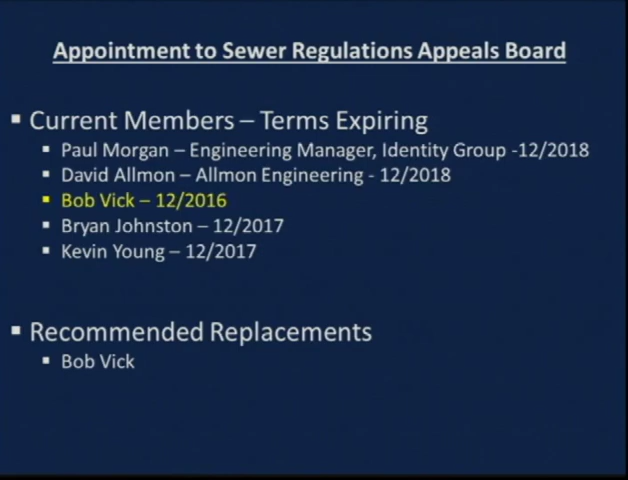 Appointment to Sewer Regulations Appeals Board
▪ Current Members – Terms Expiring
▪ Paul Morgan – Engineering Manager, Identity Group -12/2018
▪ David Allmon – Allmon Engineering - 12/2018
▪ Bob Vick – 12/2016
▪ Bryan Johnston – 12/2017
▪ Kevin Young – 12/2017
▪ Recommended Replacements
▪ Bob Vick